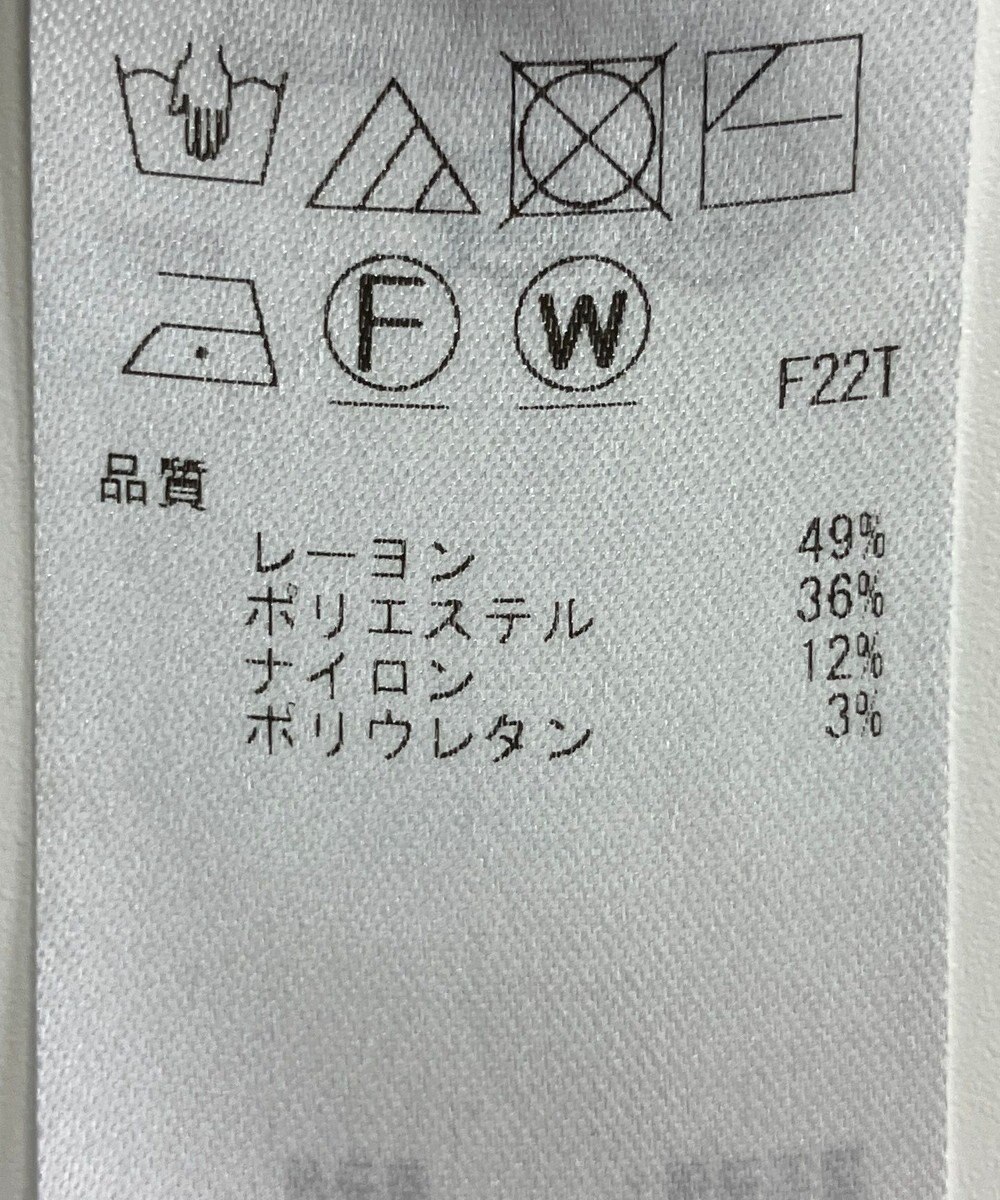 F W
F22T
品質
レーヨン 49%
ポリエステル 36%
ナイロン 12%
ポリウレタン 3%